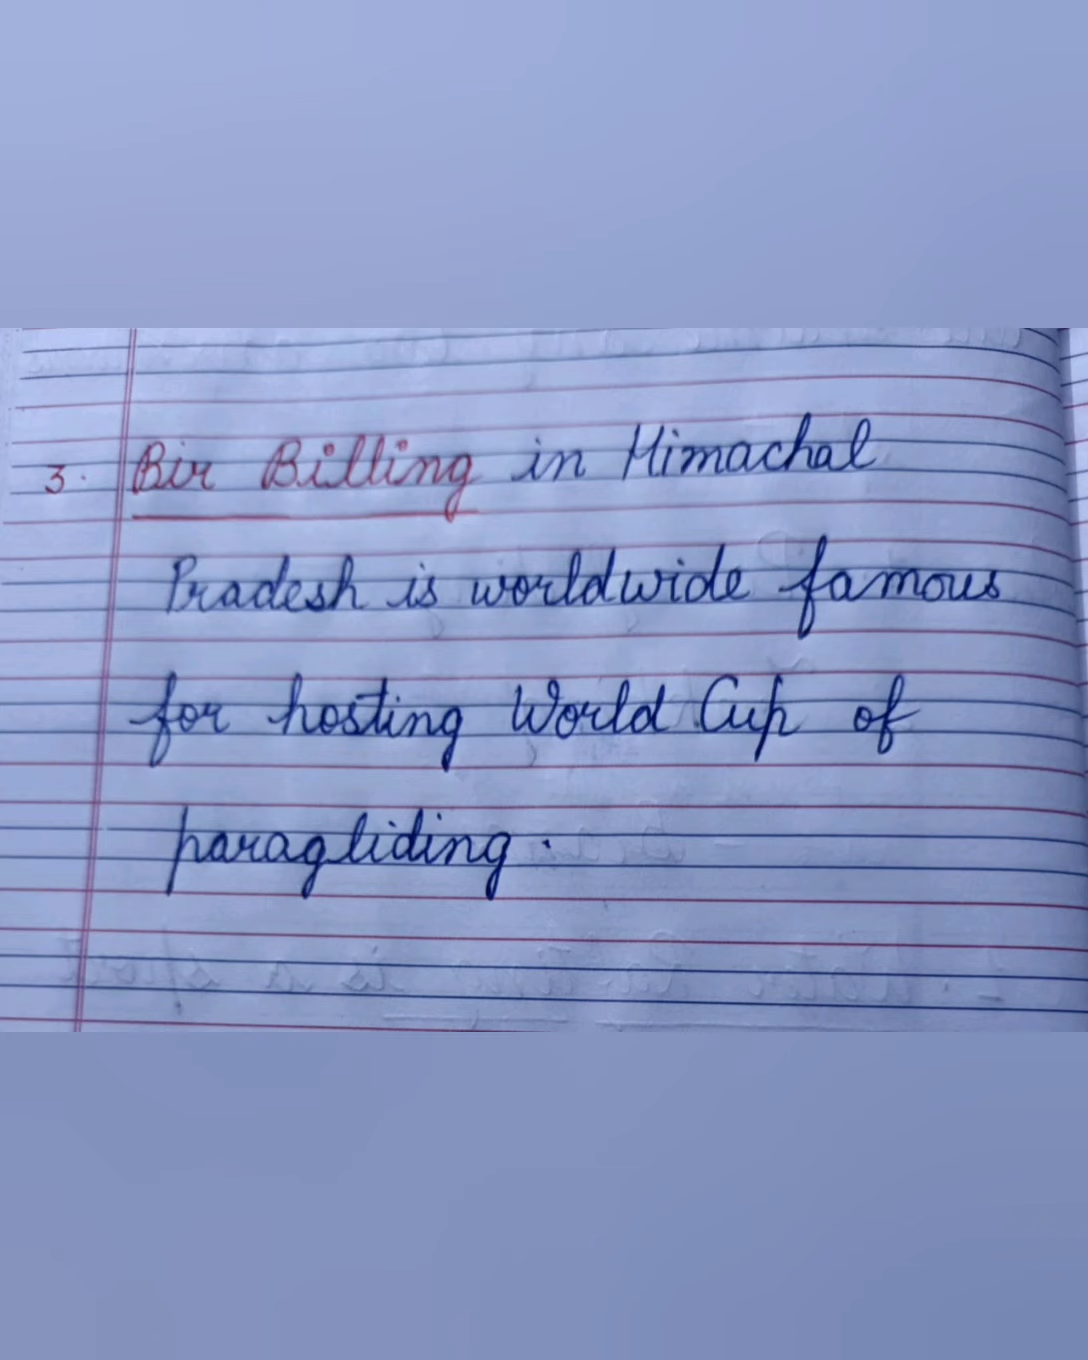 3. Bir Billing in Himachal
Pradesh is worldwide famous
for hosting World Cup of
paragliding.